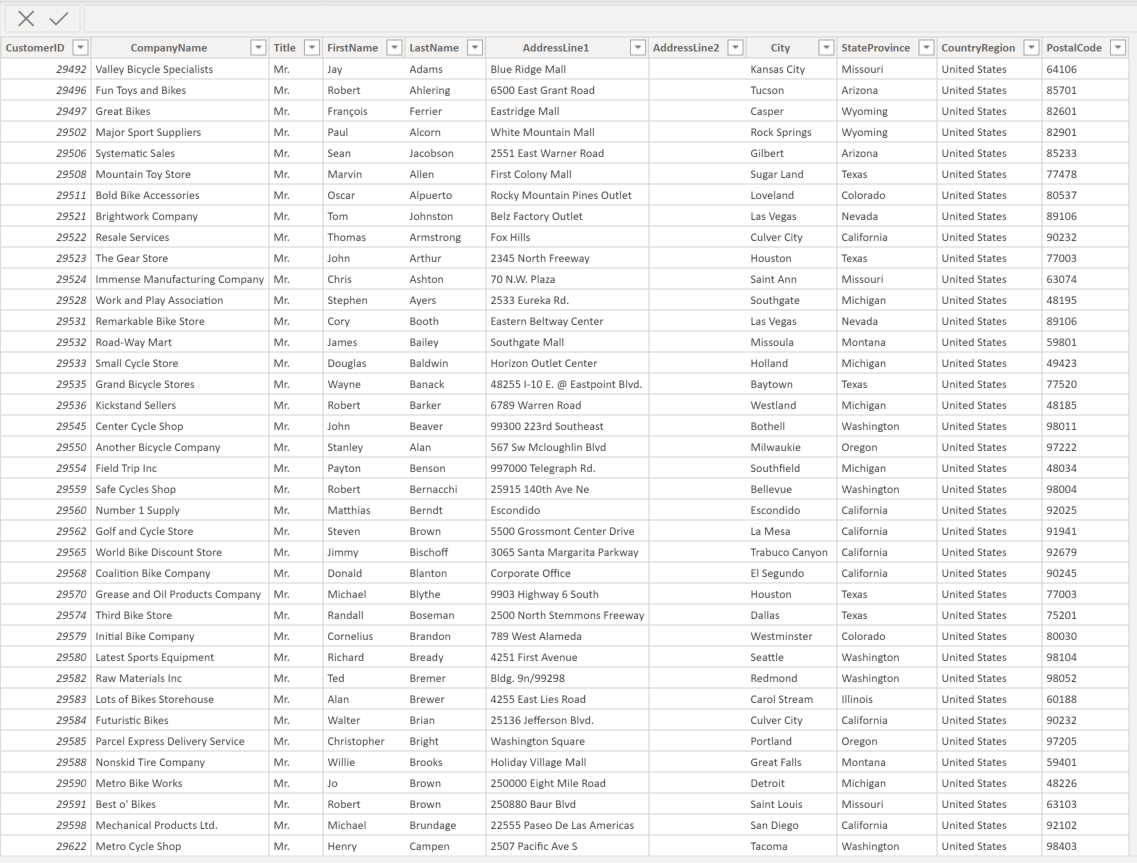 CustomerID CompanyName Title FirstName LastName AddressLine1 AddressLine2 City StateProvince CountryRegion PostalCode
29492 Valley Bicycle Specialists Mr. Jay Adams Blue Ridge Mall Kansas City Missouri United States 64106
29496 Fun Toys and Bikes Mr. Robert Ahlering 6500 East Grant Road Tucson Arizona United States 85701
29497 Great Bikes Mr. François Ferrier Eastridge Mall Casper Wyoming United States 82601
29502 Major Sport Suppliers Mr. Paul Alcorn White Mountain Mall Rock Springs Wyoming United States 82901
29506 Systematic Sales Mr. Sean Jacobson 2551 East Warner Road Gilbert Arizona United States 85233
29508 Mountain Toy Store Mr. Marvin Allen First Colony Mall Sugar Land Texas United States 77478
29511 Bold Bike Accessories Mr. Oscar Alpuerto Rocky Mountain Pines Outlet Loveland Colorado United States 80537
29521 Brightwork Company Mr. Tom Johnston Belz Factory Outlet Las Vegas Nevada United States 89106
29522 Resale Services Mr. Thomas Armstrong Fox Hills Culver City California United States 90232
29523 The Gear Store Mr. John Arthur 2345 North Freeway Houston Texas United States 77003
29524 Immense Manufacturing Company Mr. Chris Ashton 70 N.W. Plaza Saint Ann Missouri United States 63074
29528 Work and Play Association Mr. Stephen Ayers 2533 Eureka Rd. Southgate Michigan United States 48195
29531 Remarkable Bike Store Mr. Cory Booth Eastern Beltway Center Las Vegas Nevada United States 89106
29532 Road-Way Mart Mr. James Bailey Southgate Mall Missoula Montana United States 59801
29533 Small Cycle Store Mr. Douglas Baldwin Horizon Outlet Center Holland Michigan United States 49423
29535 Grand Bicycle Stores Mr. Wayne Banack 48255 I-10 E. @ Eastpoint Blvd. Baytown Texas United States 77520
29536 Kickstand Sellers Mr. Robert Barker 6789 Warren Road Westland Michigan United States 48185
29545 Center Cycle Shop Mr. John Beaver 99300 223rd Southeast Bothell Washington United States 98011
29550 Another Bicycle Company Mr. Stanley Alan 567 Sw Mcloughlin Blvd Milwaukie Oregon United States 97222
29554 Field Trip Inc Mr. Payton Benson 997000 Telegraph Rd. Southfield Michigan United States 48034
29559 Safe Cycles Shop Mr. Robert Bernacchi 25915 140th Ave Ne Bellevue Washington United States 98004
29560 Number 1 Supply Mr. Matthias Berndt Escondido Escondido California United States 92025
29562 Golf and Cycle Store Mr. Steven Brown 5500 Grossmont Center Drive La Mesa California United States 91941
29565 World Bike Discount Store Mr. Jimmy Bischoff 3065 Santa Margarita Parkway Trabuco Canyon California United States 92679
29568 Coalition Bike Company Mr. Donald Blanton Corporate Office El Segundo California United States 90245
29570 Grease and Oil Products Company Mr. Michael Blythe 9903 Highway 6 South Houston Texas United States 77003
29574 Third Bike Store Mr. Randall Boseman 2500 North Stemmons Freeway Dallas Texas United States 75201
29579 Initial Bike Company Mr. Cornelius Brandon 789 West Alameda Westminster Colorado United States 80030
29580 Latest Sports Equipment Mr. Richard Bready 4251 First Avenue Seattle Washington United States 98104
29582 Raw Materials Inc Mr. Ted Bremer Bldg. 9n/99298 Redmond Washington United States 98052
29583 Lots of Bikes Storehouse Mr. Alan Brewer 4255 East Lies Road Carol Stream Illinois United States 60188
29584 Futuristic Bikes Mr. Walter Brian 25136 Jefferson Blvd. Culver City California United States 90232
29585 Parcel Express Delivery Service Mr. Christopher Bright Washington Square Portland Oregon United States 97205
29588 Nonskid Tire Company Mr. Willie Brooks Holiday Village Mall Great Falls Montana United States 59401
29590 Metro Bike Works Mr. Jo Brown 250000 Eight Mile Road Detroit Michigan United States 48226
29591 Best o' Bikes Mr. Robert Brown 250880 Baur Blvd Saint Louis Missouri United States 63103
29598 Mechanical Products Ltd. Mr. Michael Brundage 22555 Paseo De Las Americas San Diego California United States 92102
29622 Metro Cycle Shop Mr. Henry Campen 2507 Pacific Ave S Tacoma Washington United States 98403